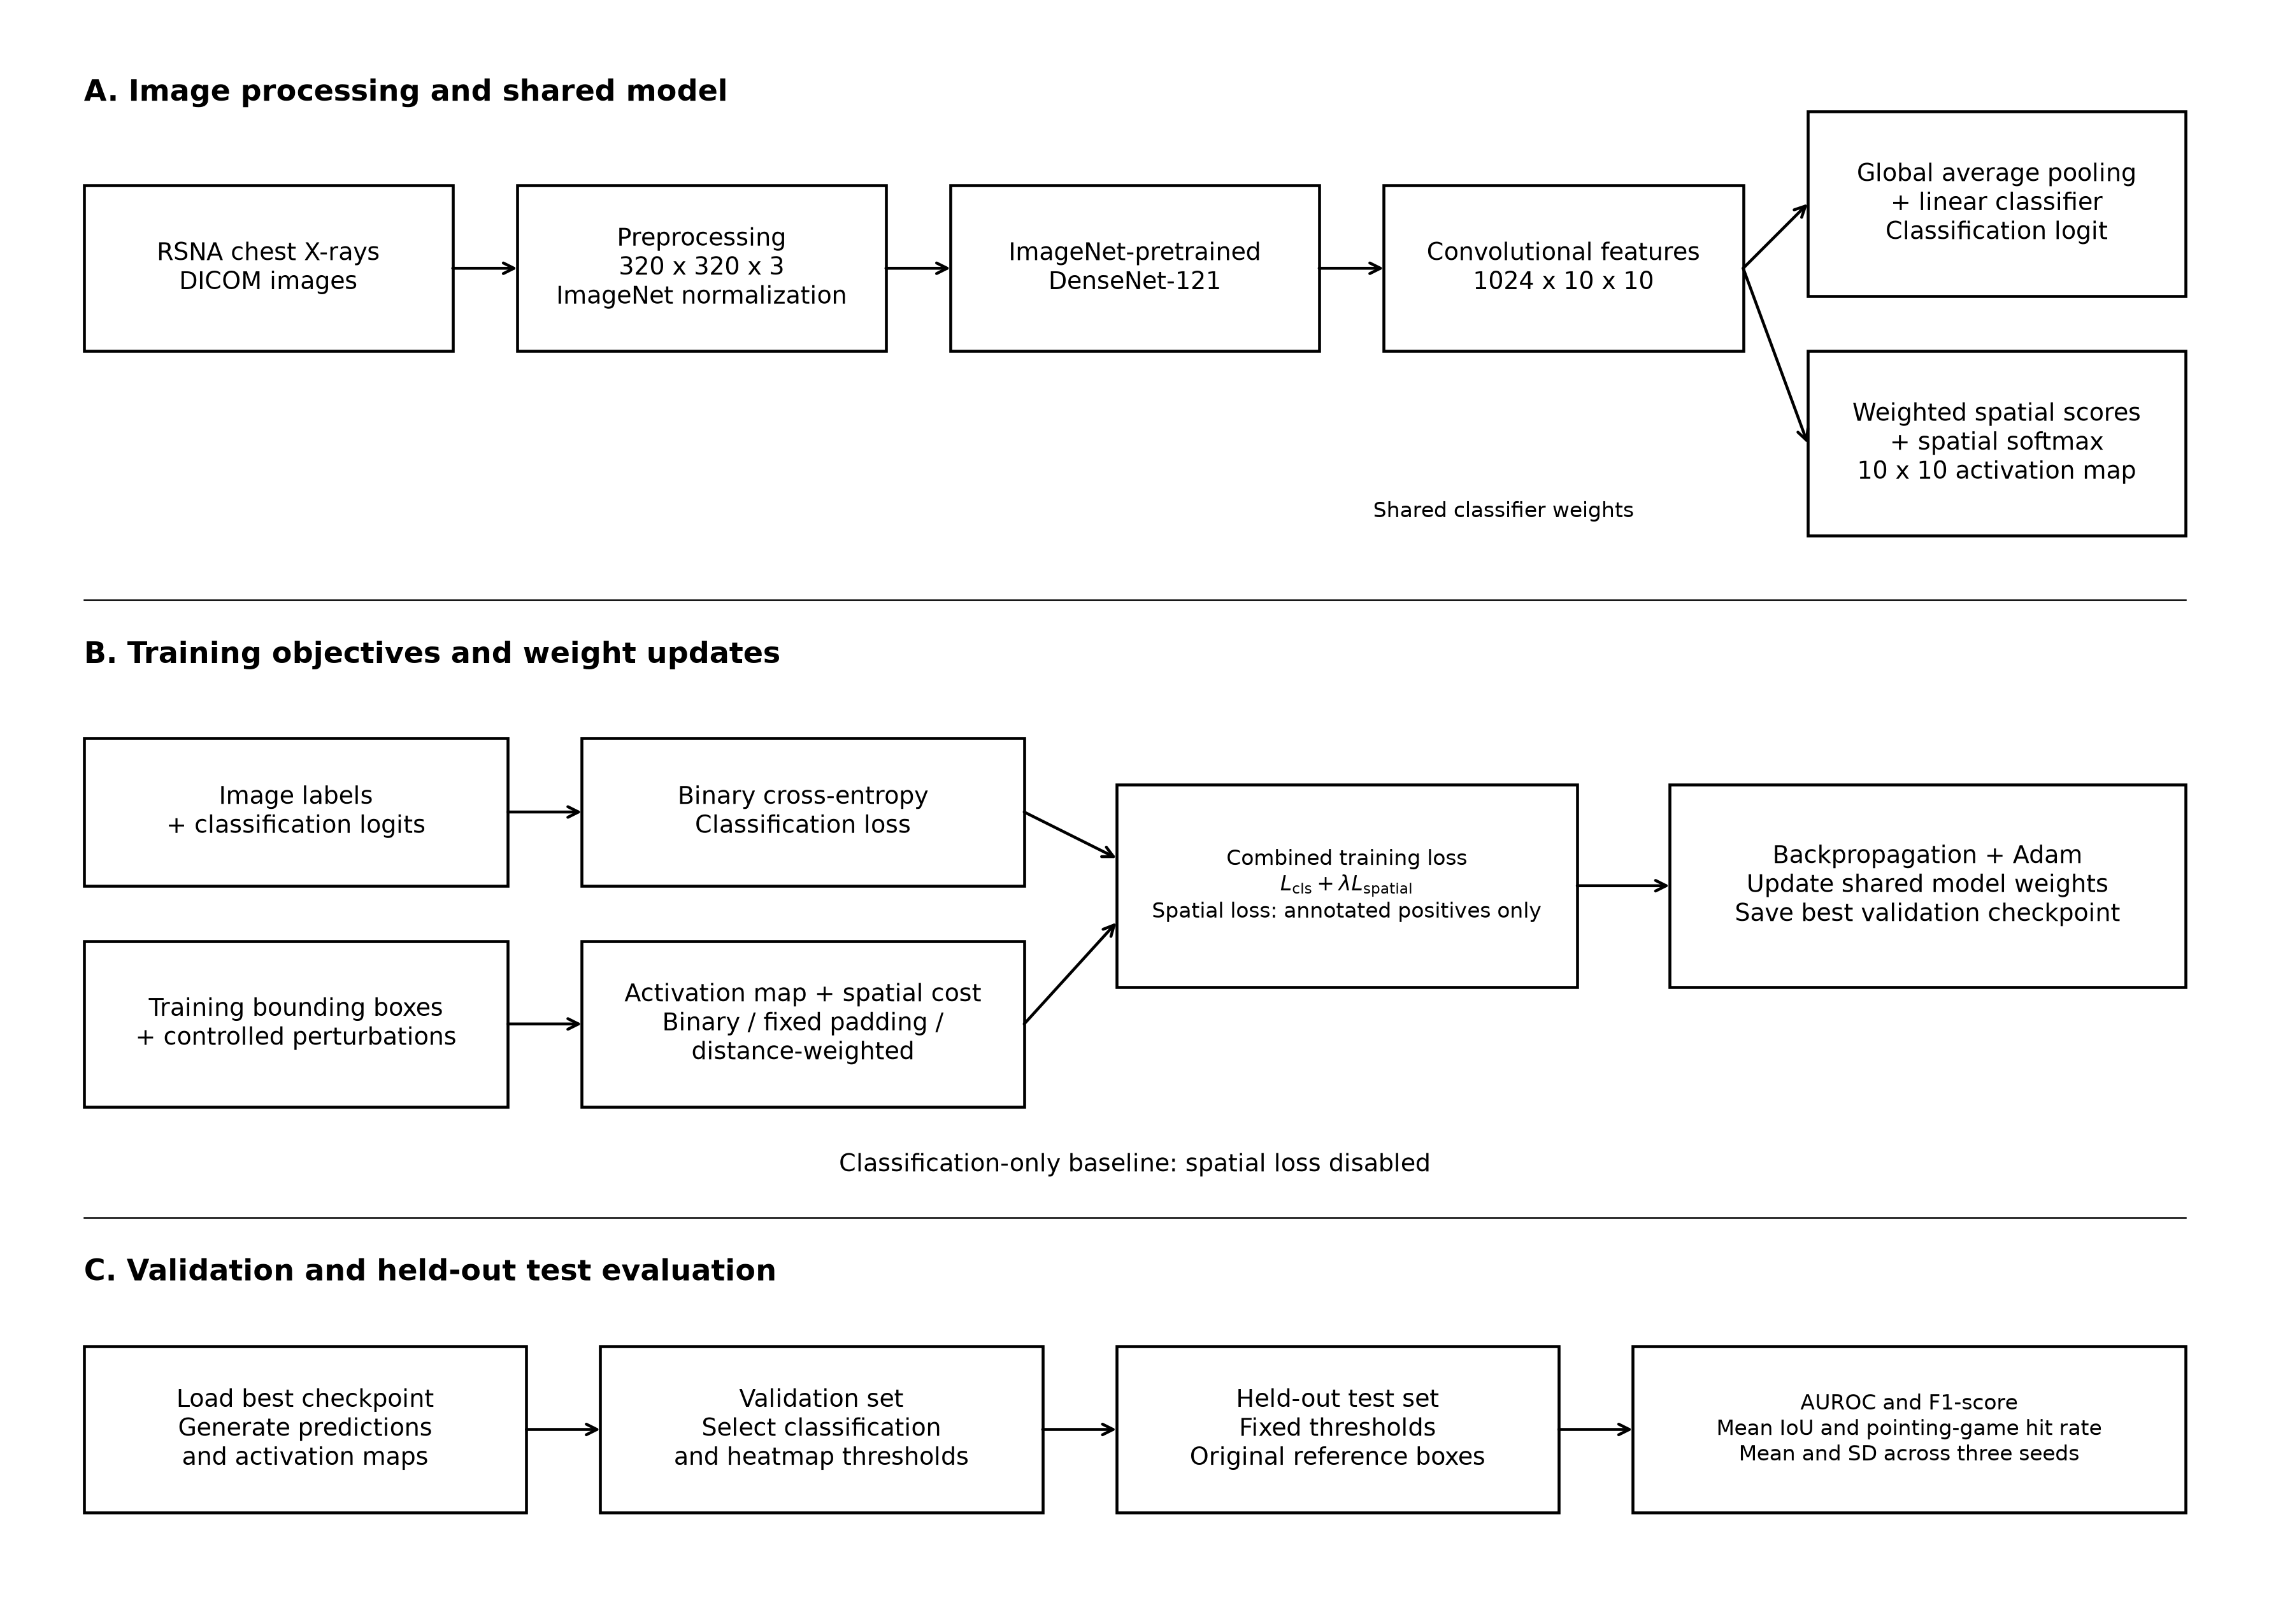 A. Image processing and shared model
RSNA chest X-rays
DICOM images
Preprocessing
320 x 320 x 3
ImageNet normalization
ImageNet-pretrained
DenseNet-121
Convolutional features
1024 x 10 x 10
Global average pooling
+ linear classifier
Classification logit
Weighted spatial scores
+ spatial softmax
10 x 10 activation map
Shared classifier weights
B. Training objectives and weight updates
Image labels
+ classification logits
Binary cross-entropy
Classification loss
Training bounding boxes
+ controlled perturbations
Activation map + spatial cost
Binary / fixed padding /
distance-weighted
Combined training loss
L_cls + λL_spatial
Spatial loss: annotated positives only
Backpropagation + Adam
Update shared model weights
Save best validation checkpoint
Classification-only baseline: spatial loss disabled
C. Validation and held-out test evaluation
Load best checkpoint
Generate predictions
and activation maps
Validation set
Select classification
and heatmap thresholds
Held-out test set
Fixed thresholds
Original reference boxes
AUROC and F1-score
Mean IoU and pointing-game hit rate
Mean and SD across three seeds